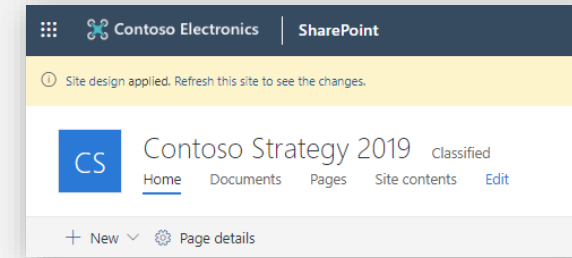 Contoso Electronics SharePoint
Site design applied. Refresh this site to see the changes.
CS Contoso Strategy 2019 Classified
Home Documents Pages Site contents Edit
New Page details